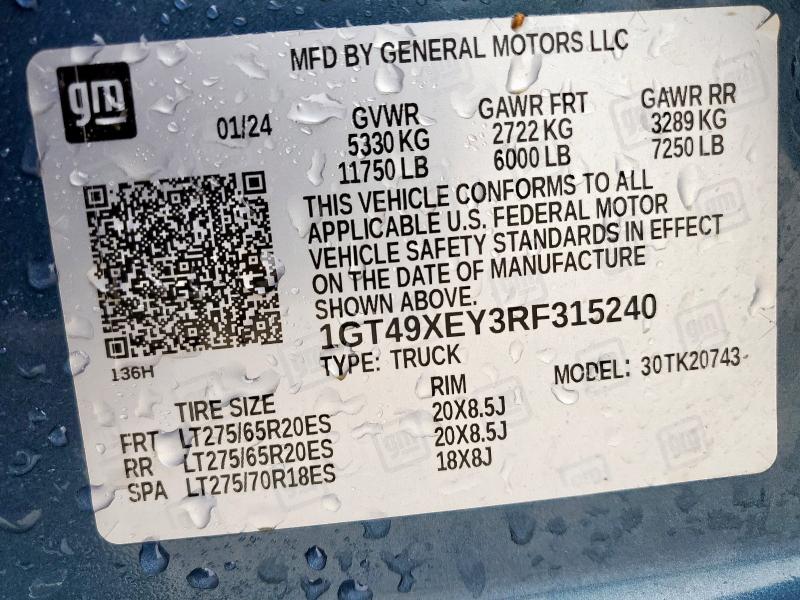 MFD BY GENERAL MOTORS LLC
gm
01/24
GVWR GAWR FRT GAWR RR
5330 KG 2722 KG 3289 KG
11750 LB 6000 LB 7250 LB
THIS VEHICLE CONFORMS TO ALL
APPLICABLE U.S. FEDERAL MOTOR
VEHICLE SAFETY STANDARDS IN EFFECT
ON THE DATE OF MANUFACTURE
SHOWN ABOVE.
1GT49XEY3RF315240
136H
TYPE: TRUCK MODEL: 30TK20743
TIRE SIZE RIM
FRT LT275/65R20ES 20X8.5J
RR LT275/65R20ES 20X8.5J
SPA LT275/70R18ES 18X8J